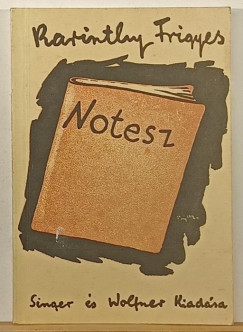 Karinthy Frigyes
Notesz
Singer és Wolfner Kiadása